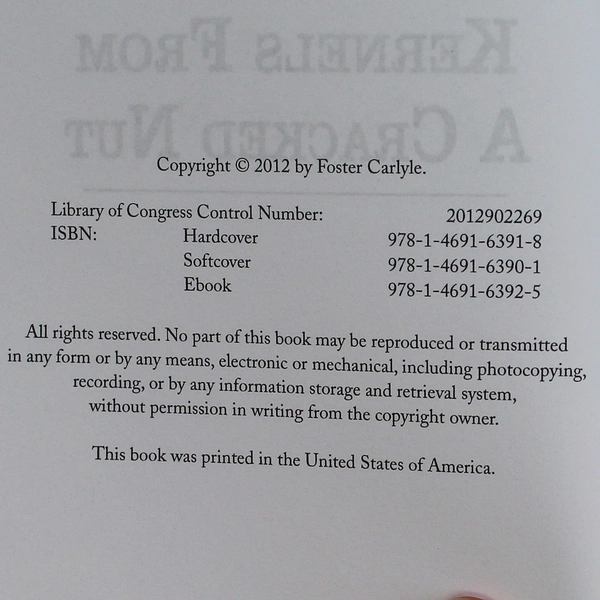 KERNELS FROM
A CRACKED NUT
Copyright © 2012 by Foster Carlyle.
Library of Congress Control Number: 2012902269
ISBN: Hardcover 978-1-4691-6391-8
Softcover 978-1-4691-6390-1
Ebook 978-1-4691-6392-5
All rights reserved. No part of this book may be reproduced or transmitted
in any form or by any means, electronic or mechanical, including photocopying,
recording, or by any information storage and retrieval system,
without permission in writing from the copyright owner.
This book was printed in the United States of America.